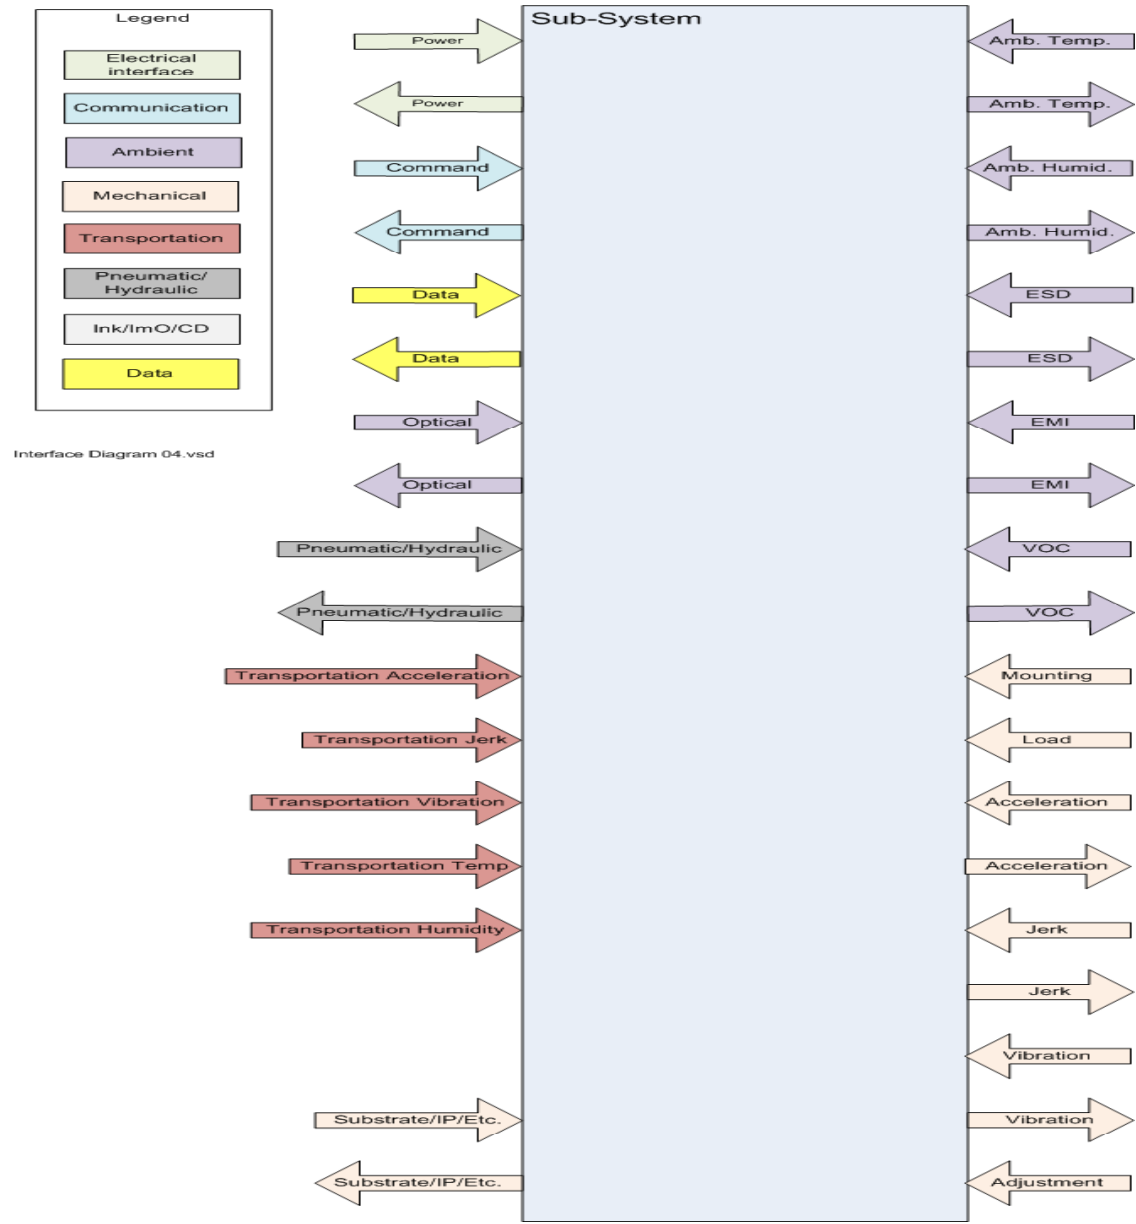 Legend
Electrical
interface
Communication
Ambient
Mechanical
Transportation
Pneumatic/
Hydraulic
Ink/ImO/CD
Data
Interface Diagram 04.vsd
Sub-System
Power
Power
Command
Command
Data
Data
Optical
Optical
Pneumatic/Hydraulic
Pneumatic/Hydraulic
Transportation Acceleration
Transportation Jerk
Transportation Vibration
Transportation Temp
Transportation Humidity
Substrate/IP/Etc.
Substrate/IP/Etc.
Amb. Temp.
Amb. Temp.
Amb. Humid.
Amb. Humid.
ESD
ESD
EMI
EMI
VOC
VOC
Mounting
Load
Acceleration
Acceleration
Jerk
Jerk
Vibration
Vibration
Adjustment